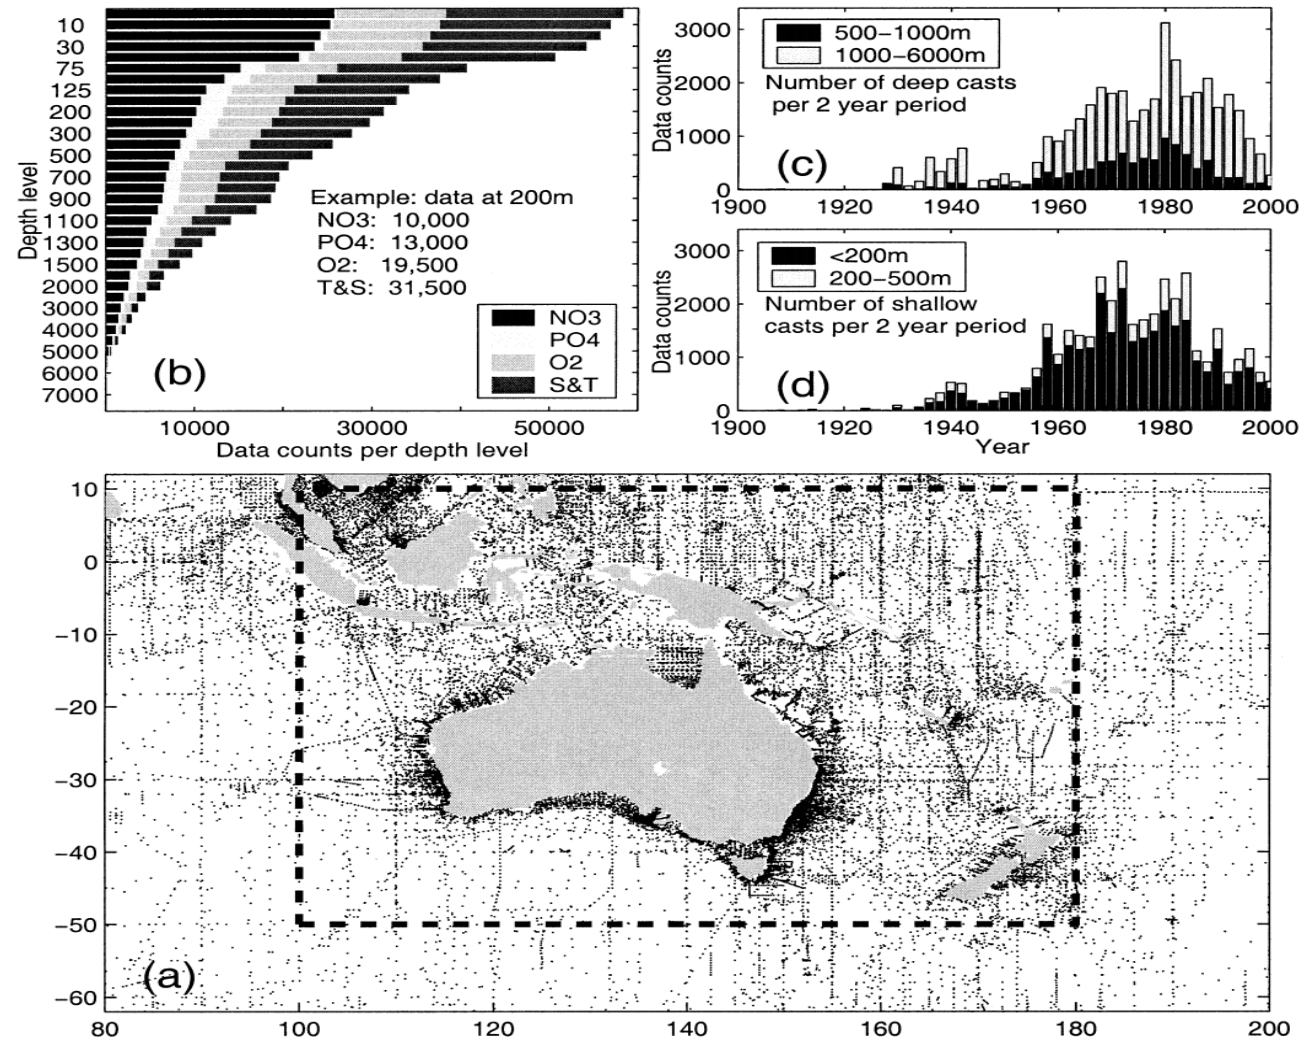 10
30
75
125
200
300
500
700
900
1100
1300
1500
2000
3000
4000
5000
6000
7000
Depth level
Example: data at 200m
NO3: 10,000
PO4: 13,000
O2: 19,500
T&S: 31,500
NO3
PO4
O2
S&T
(b)
10000 30000 50000
Data counts per depth level
3000
2000
1000
0
Data counts
500-1000m
1000-6000m
Number of deep casts
per 2 year period
(c)
1900 1920 1940 1960 1980 2000
3000
2000
1000
0
Data counts
<200m
200-500m
Number of shallow
casts per 2 year period
(d)
1900 1920 1940 1960 1980 2000
Year
10
0
-10
-20
-30
-40
-50
-60
(a)
80 100 120 140 160 180 200